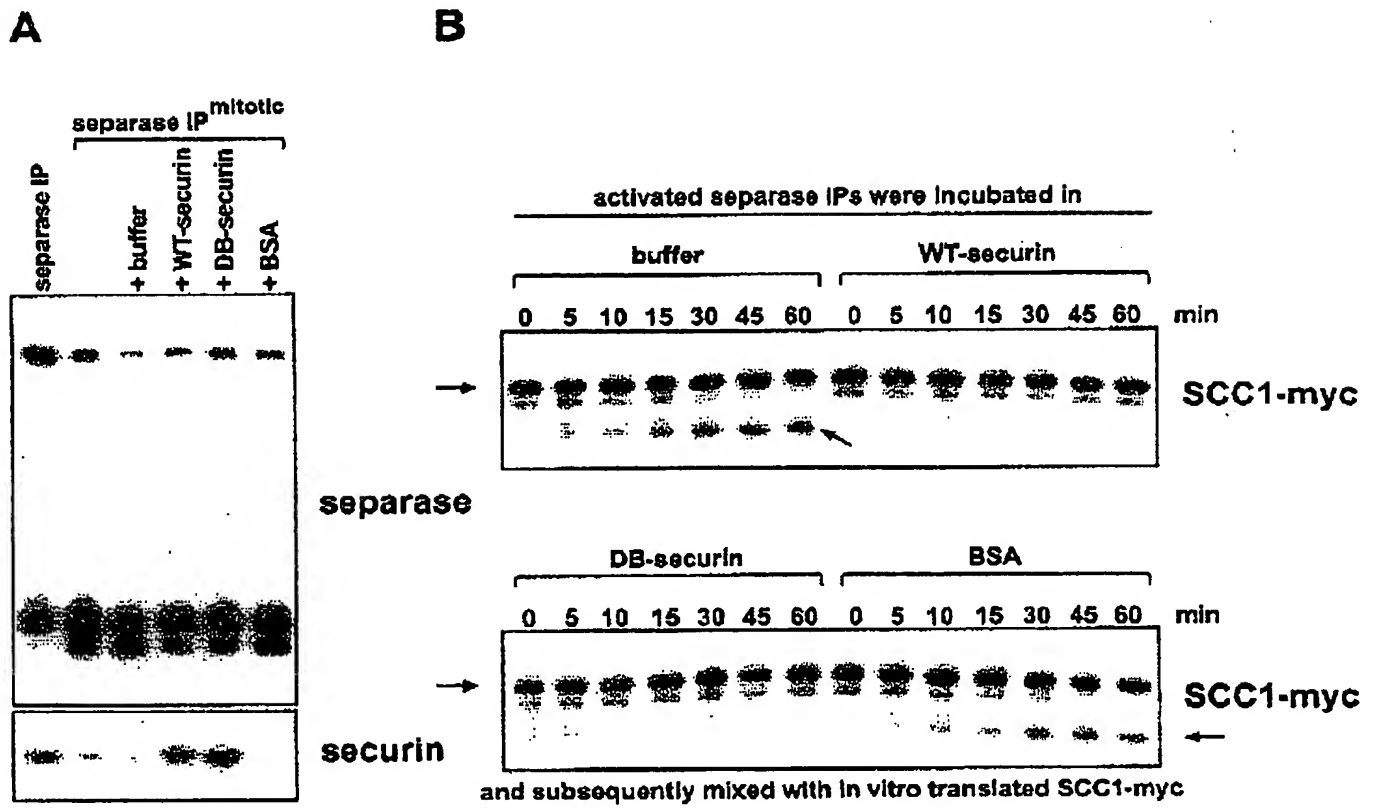 A
separase IP
separase IP mitotic
+ buffer
+ WT-securin
+ DB-securin
+ BSA
separase
securin
B
activated separase IPs were incubated in
buffer WT-securin
0 5 10 15 30 45 60 0 5 10 15 30 45 60 min
SCC1-myc
DB-securin BSA
0 5 10 15 30 45 60 0 5 10 15 30 45 60 min
SCC1-myc
and subsequently mixed with in vitro translated SCC1-myc